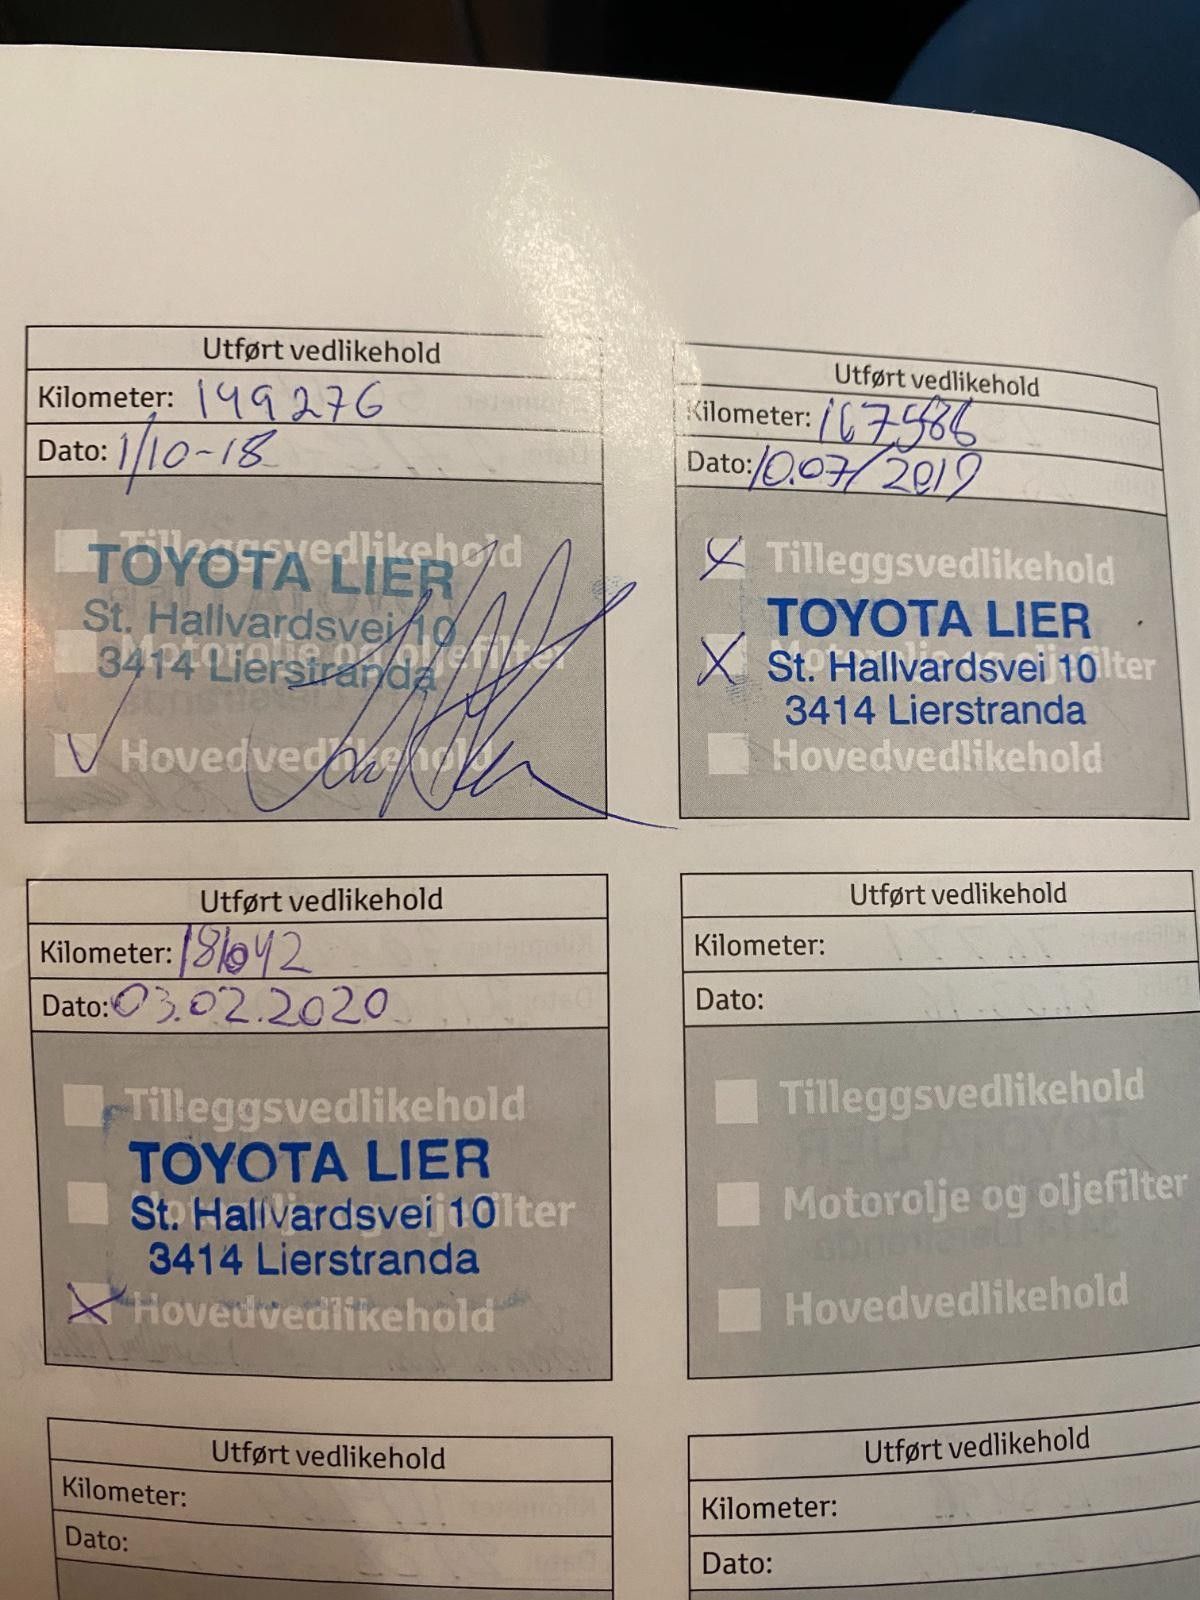 Utført vedlikehold
Kilometer: 149276
Dato: 1/10-18
Tilleggsvedlikehold
TOYOTA LIER
St. Hallvardsvei 10
Motorolje og oljefilter
3414 Lierstranda
Hovedvedlikehold
Utført vedlikehold
Kilometer: 167586
Dato: 10.07/2019
Tilleggsvedlikehold
TOYOTA LIER
Motorolje og oljefilter
St. Hallvardsvei 10
3414 Lierstranda
Hovedvedlikehold
Utført vedlikehold
Kilometer:
Dato: 03.02.2020
Tilleggsvedlikehold
TOYOTA LIER
Motorolje og oljefilter
St. Hallvardsvei 10
3414 Lierstranda
Hovedvedlikehold
Utført vedlikehold
Kilometer:
Dato:
Tilleggsvedlikehold
Motorolje og oljefilter
Hovedvedlikehold
Utført vedlikehold
Kilometer:
Dato:
Utført vedlikehold
Kilometer:
Dato: